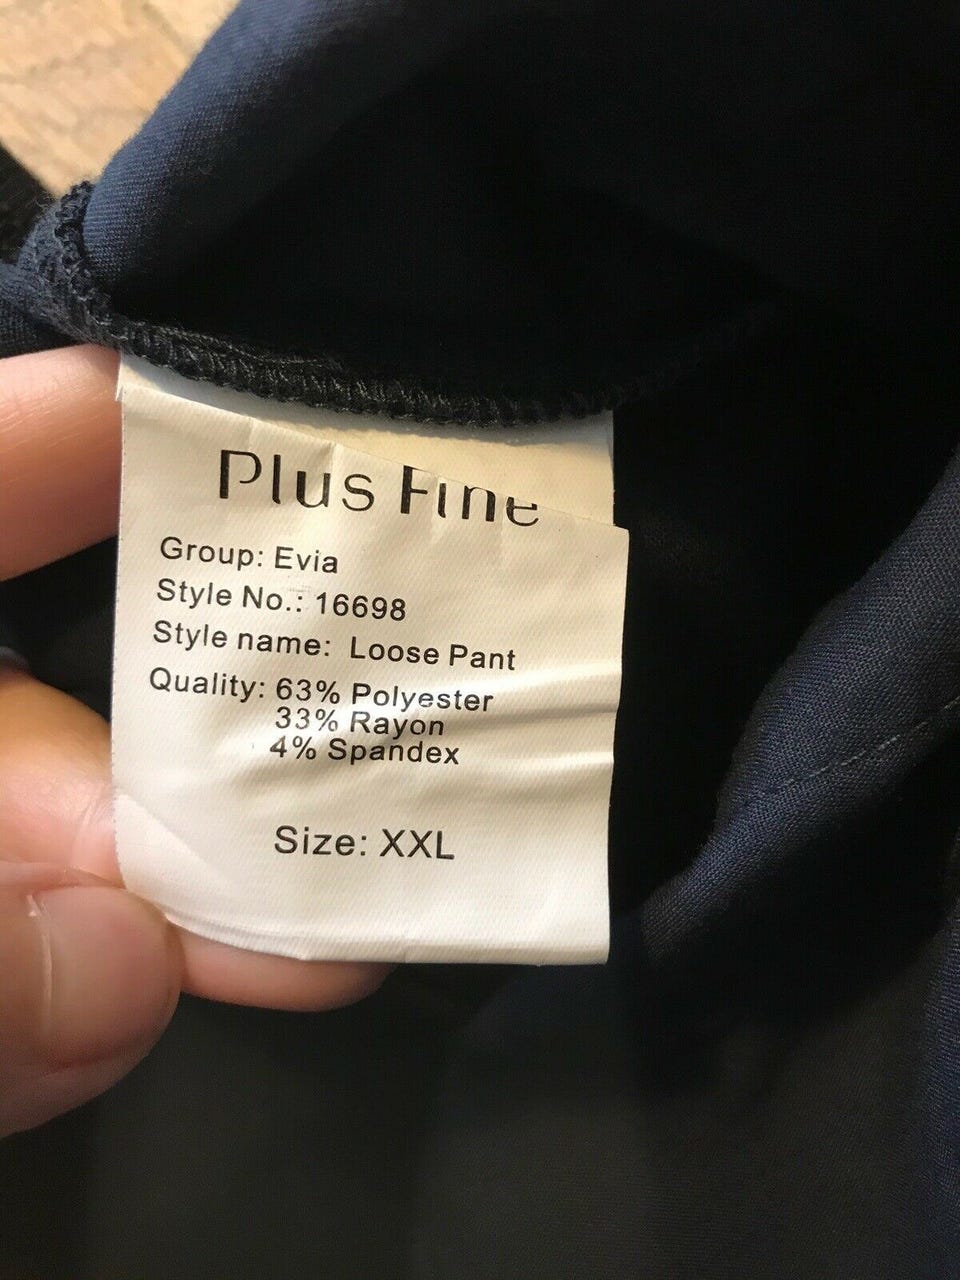 Plus Fine
Group: Evia
Style No.: 16698
Style name: Loose Pant
Quality: 63% Polyester
33% Rayon
4% Spandex
Size: XXL